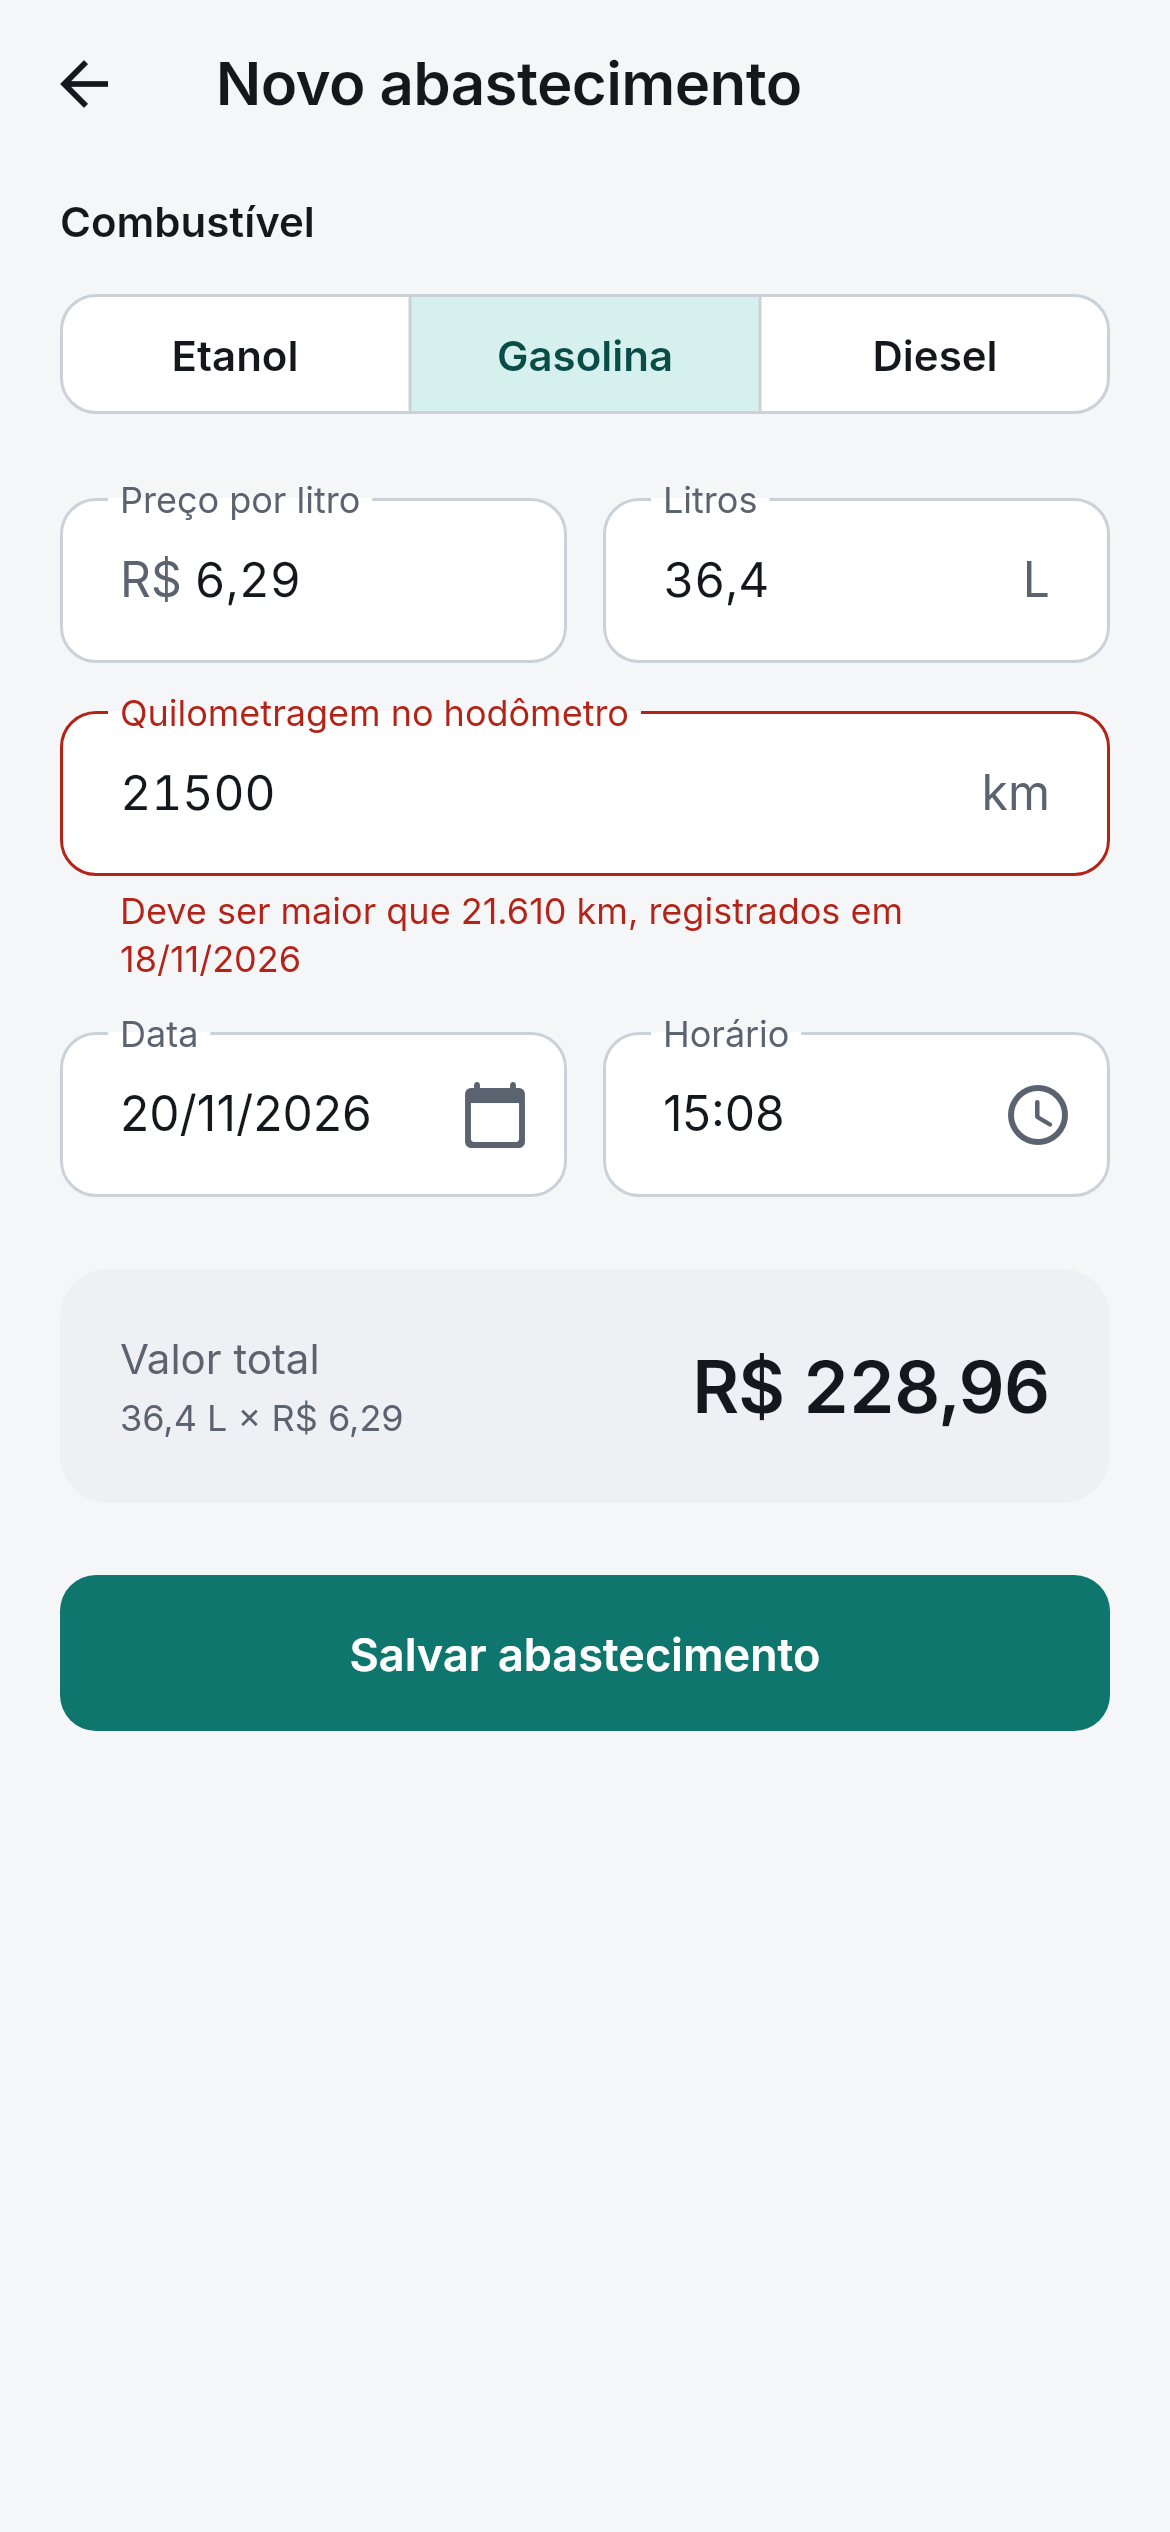 Novo abastecimento
Combustível
Etanol
Gasolina
Diesel
Preço por litro
R$ 6,29
Litros
36,4 L
Quilometragem no hodômetro
21500 km
Deve ser maior que 21.610 km, registrados em
18/11/2026
Data
20/11/2026
Horário
15:08
Valor total
36,4 L × R$ 6,29
R$ 228,96
Salvar abastecimento